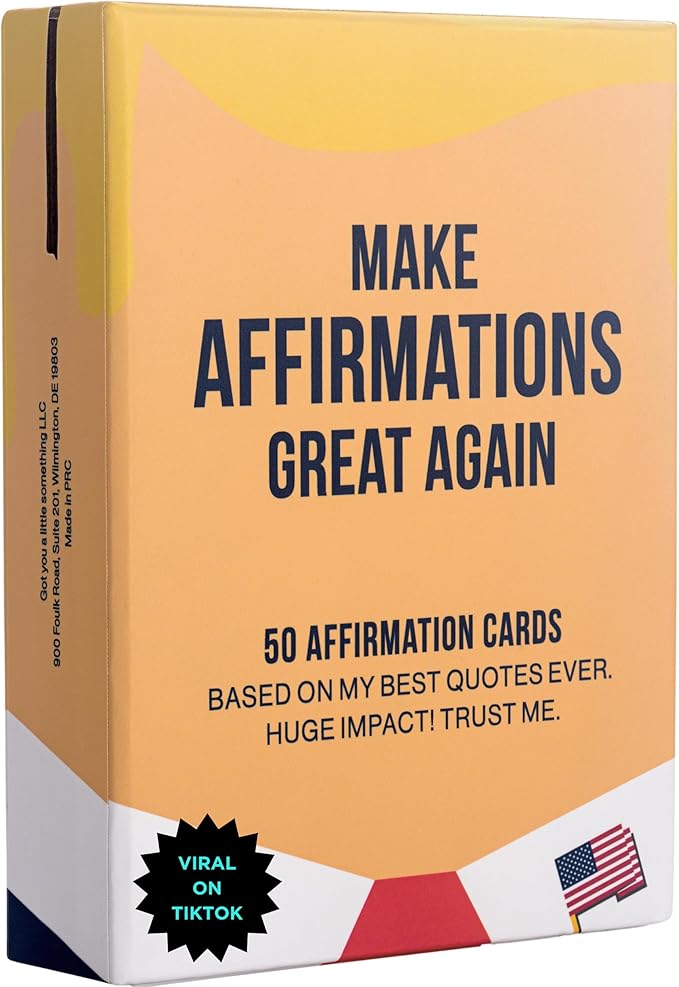 MAKE
AFFIRMATIONS
GREAT AGAIN
50 AFFIRMATION CARDS
BASED ON MY BEST QUOTES EVER.
HUGE IMPACT! TRUST ME.
VIRAL
ON
TIKTOK
Got you a little something LLC
900 Foulk Road, Suite 201, Wilmington, DE 19803
Made in PRC